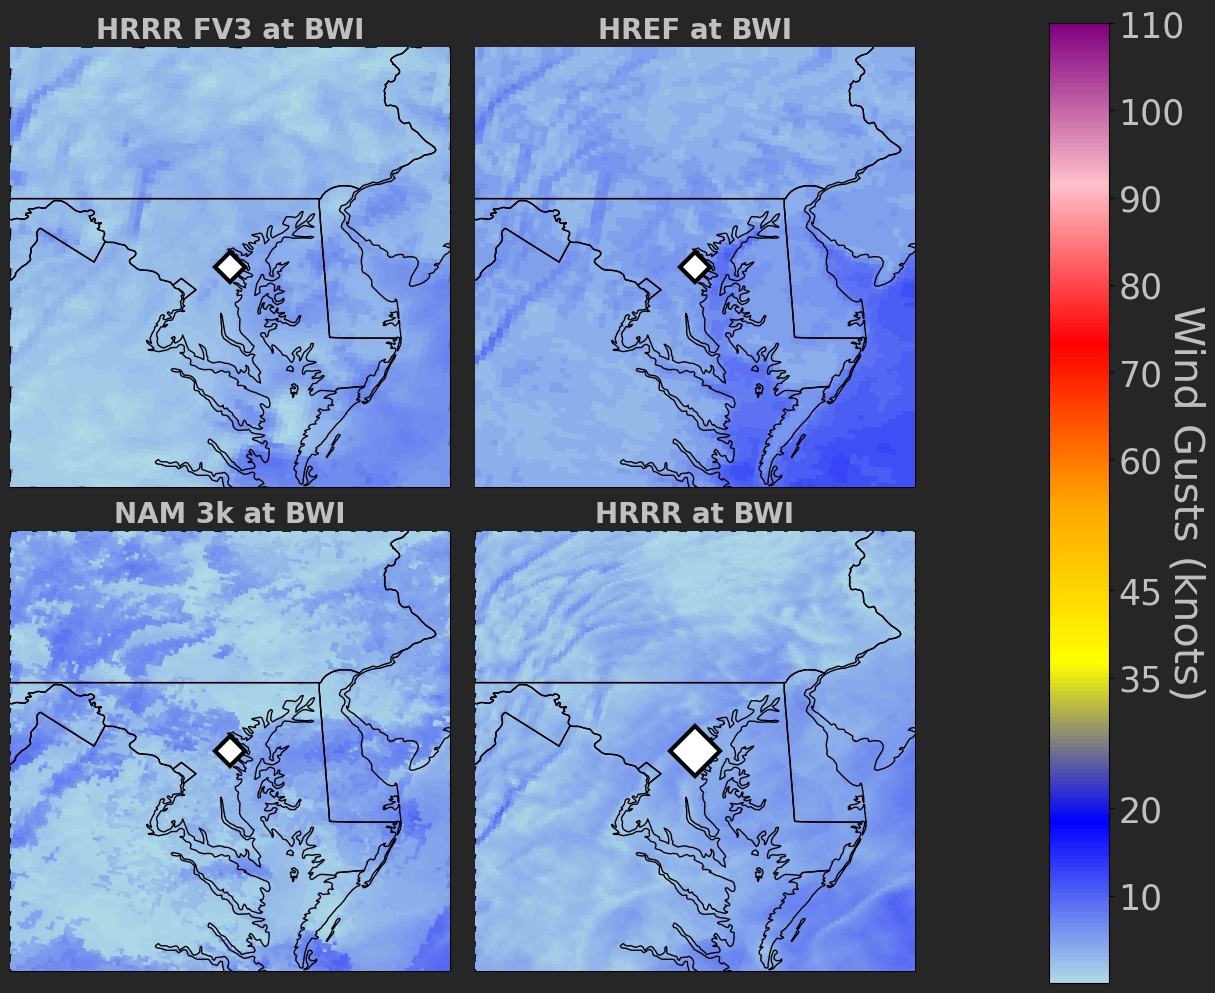 HRRR FV3 at BWI
HREF at BWI
NAM 3k at BWI
HRRR at BWI
110
100
90
80
70
60
45
35
20
10
Wind Gusts (knots)